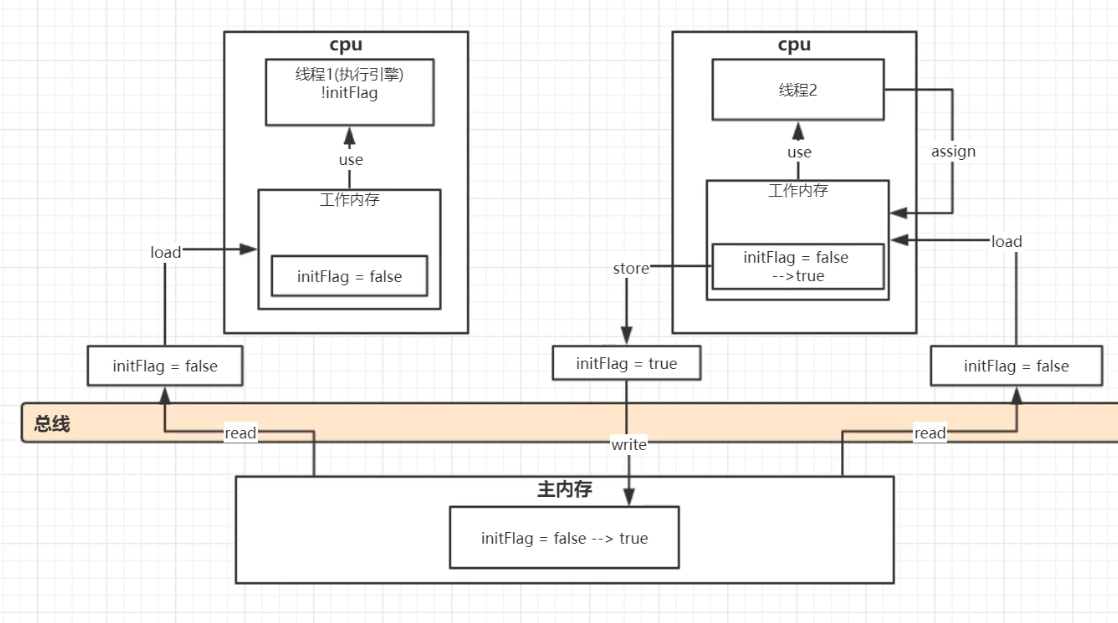 cpu
线程1(执行引擎)
!initFlag
use
工作内存
initFlag = false
load
initFlag = false
cpu
线程2
use
assign
工作内存
initFlag = false
-->true
store
load
initFlag = true
initFlag = false
总线
read
write
read
主内存
initFlag = false --> true